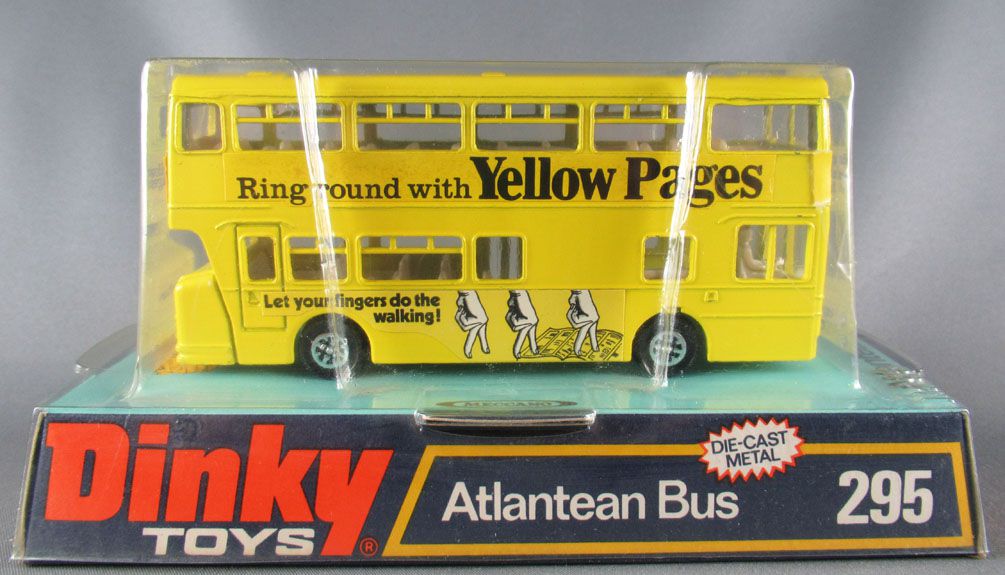 Ring round with Yellow Pages
Let your fingers do the
walking!
MECCANO
Dinky
TOYS®
Atlantean Bus
DIE-CAST
METAL
295